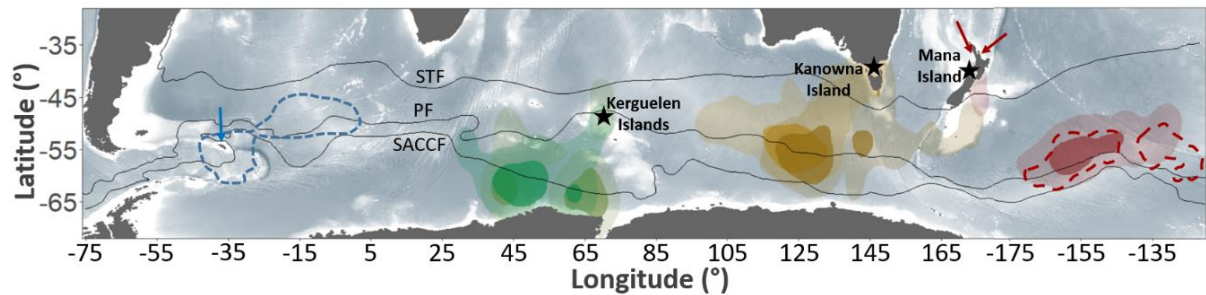 Latitude (°)
-35
-45
-55
-65
STF
PF
SACCF
Kerguelen
Islands
Kanowna
Island
Mana
Island
-75 -55 -35 -15 5 25 45 65 85 105 125 145 165 -175 -155 -135
Longitude (°)